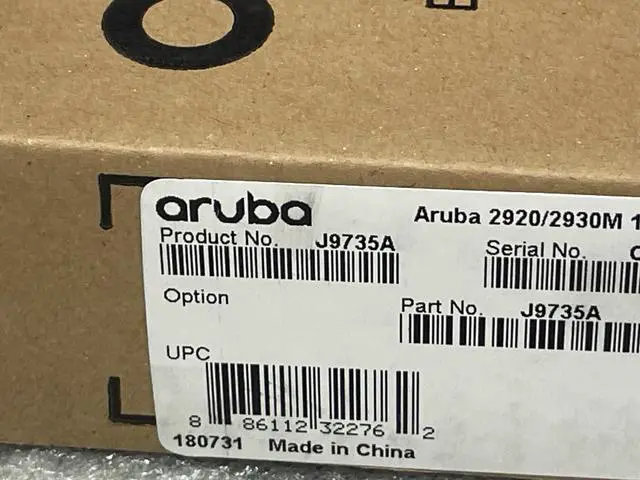 aruba
Aruba 2920/2930M 1
Product No. J9735A
Serial No.
Option
Part No. J9735A
UPC
8 86112 32276 2
180731 Made in China